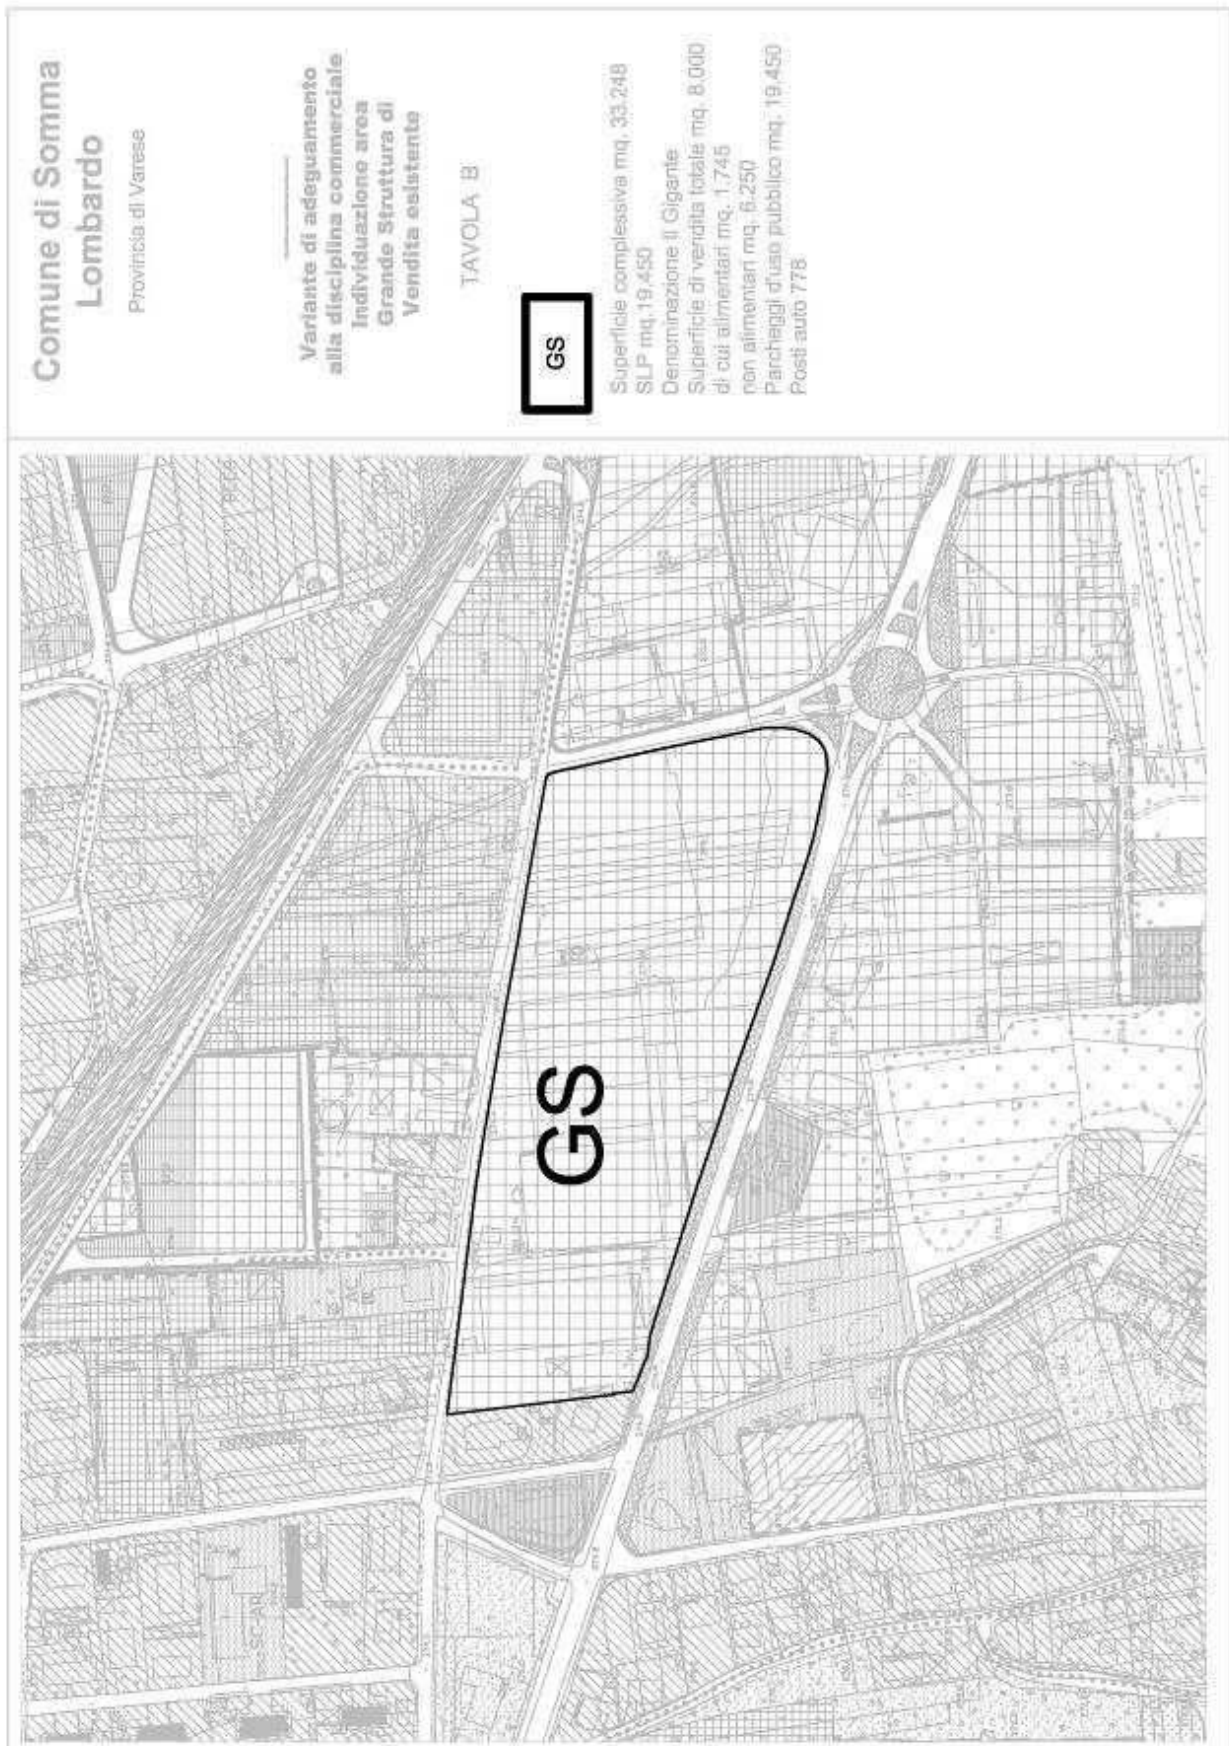 Comune di Somma
Lombardo
Provincia di Varese
Variante di adeguamento
alla disciplina commerciale
Individuazione area
Grande Struttura di
Vendita esistente
TAVOLA B
GS
Superficie complessiva mq. 33.248
SLP mq.19.450
Denominazione Il Gigante
Superficie di vendita totale mq. 8.000
di cui alimentari mq. 1.745
non alimentari mq. 6.250
Parcheggi d'uso pubblico mq. 19.450
Posti auto 778
GS